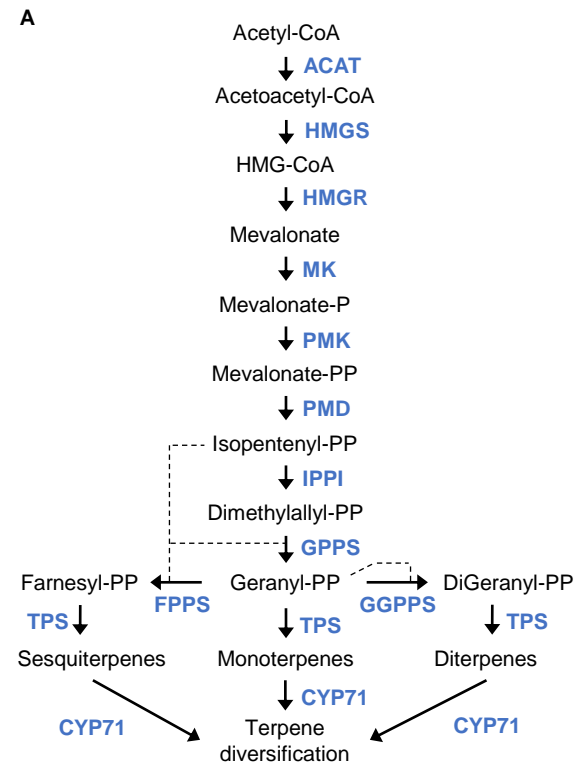 A
Acetyl-CoA
ACAT
Acetoacetyl-CoA
HMGS
HMG-CoA
HMGR
Mevalonate
MK
Mevalonate-P
PMK
Mevalonate-PP
PMD
Isopentenyl-PP
IPPI
Dimethylallyl-PP
GPPS
Farnesyl-PP
Geranyl-PP
DiGeranyl-PP
FPPS
GGPPS
TPS
TPS
TPS
Sesquiterpenes
Monoterpenes
Diterpenes
CYP71
CYP71
CYP71
Terpene
diversification